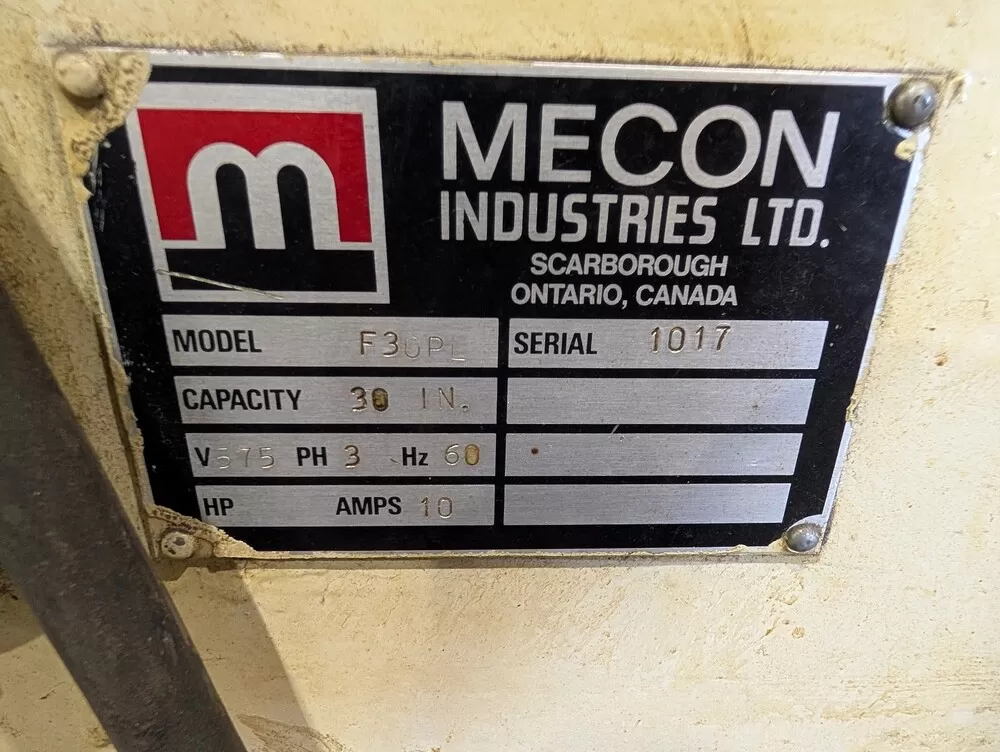 m
MECON
INDUSTRIES LTD.
SCARBOROUGH
ONTARIO, CANADA
MODEL F30PL SERIAL 1017
CAPACITY 30 IN.
V 575 PH 3 Hz 60
HP AMPS 10